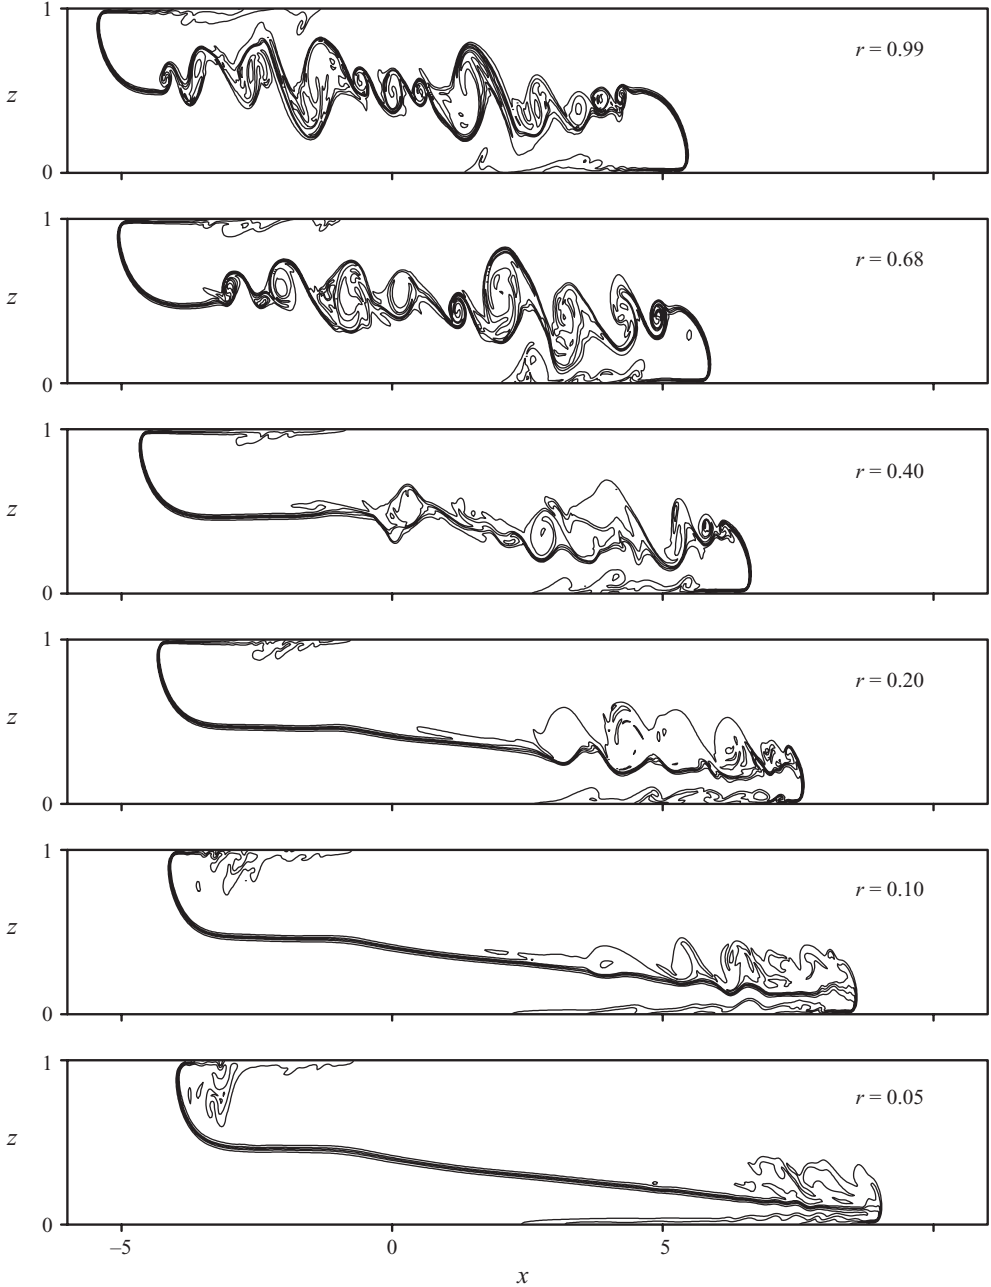 1
r = 0.99
z
0
1
r = 0.68
z
0
1
r = 0.40
z
0
1
r = 0.20
z
0
1
r = 0.10
z
0
1
r = 0.05
z
0
–5 0 5
x